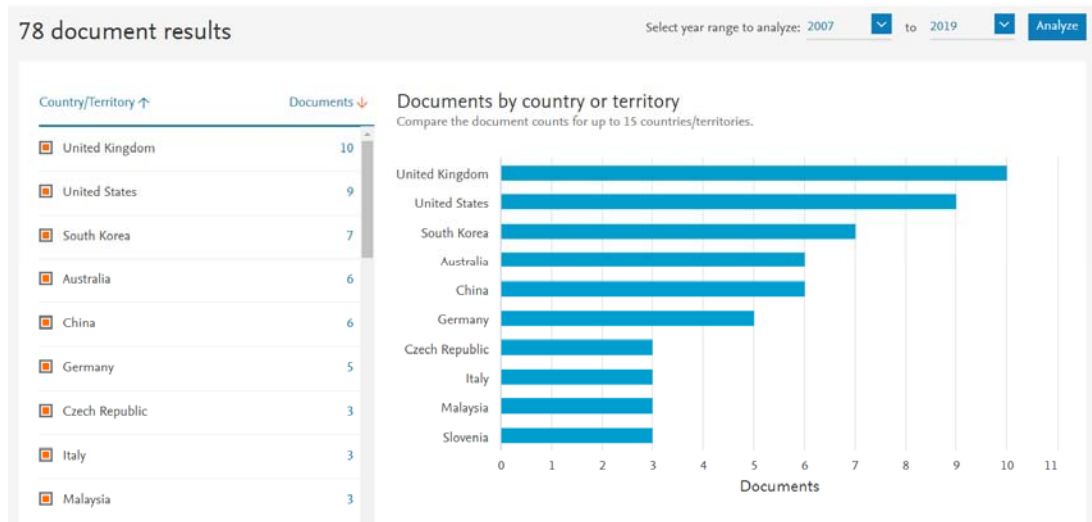 78 document results
Select year range to analyze: 2007 to 2019 Analyze
Country/Territory ↑ Documents ↓
United Kingdom 10
United States 9
South Korea 7
Australia 6
China 6
Germany 5
Czech Republic 3
Italy 3
Malaysia 3
Documents by country or territory
Compare the document counts for up to 15 countries/territories.
United Kingdom
United States
South Korea
Australia
China
Germany
Czech Republic
Italy
Malaysia
Slovenia
0 1 2 3 4 5 6 7 8 9 10 11
Documents